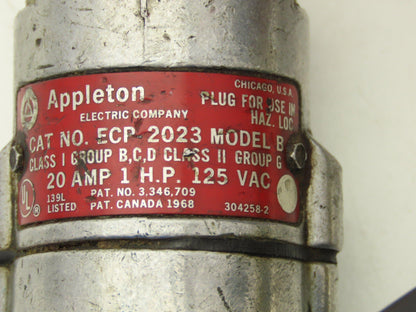 Appleton
ELECTRIC COMPANY
CHICAGO, U.S.A.
PLUG FOR USE IN
HAZ. LOC.
CAT NO. ECP-2023 MODEL B
CLASS I GROUP B,C,D CLASS II GROUP G
20 AMP 1 H.P. 125 VAC
UL
139L
LISTED
PAT. NO. 3,346,709
PAT. CANADA 1968
304258-2